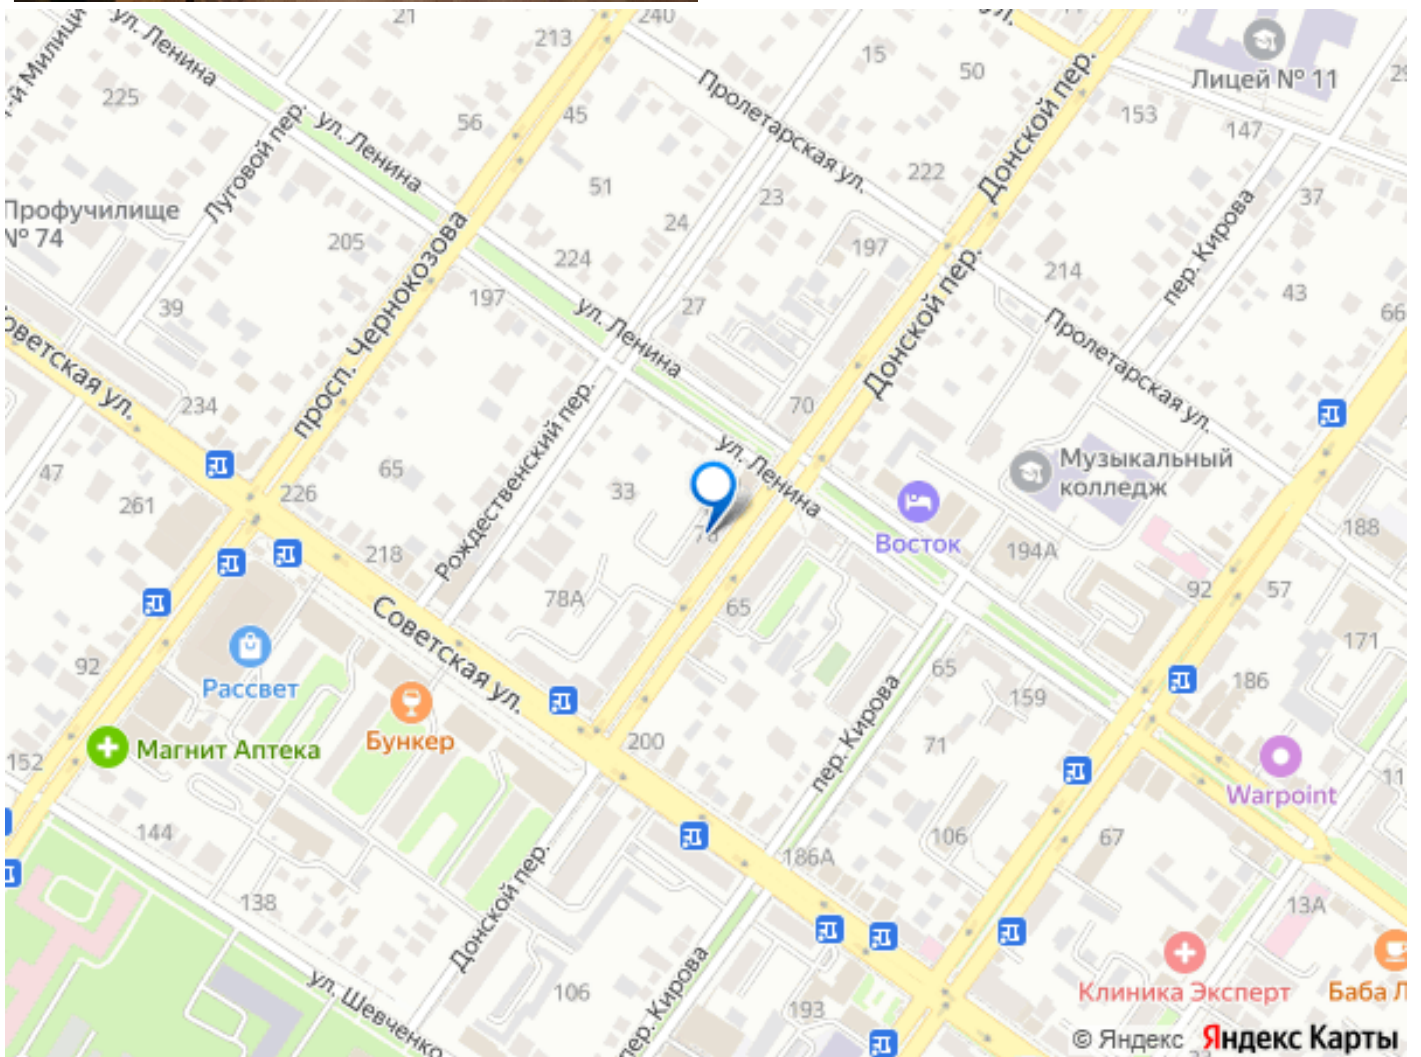 ул. Ленина
21
240
213
15
50
Лицей № 11
225
Луговой пер.
56
45
ул. Ленина
Пролетарская ул.
Донской пер.
153
147
Профучилище
№ 74
205
51
24
23
222
197
37
пер. Кирова
224
214
43
39
197
27
просп. Чернокозова
ул. Ленина
Донской пер.
Пролетарская ул.
66
234
70
47
261
226
65
Рождественский пер.
33
ул. Ленина
Музыкальный
колледж
Восток
194А
188
218
78А
65
92
57
Советская ул.
171
92
Рассвет
Бункер
65
159
186
Магнит Аптека
152
200
71
пер. Кирова
Warpoint
144
106
67
186А
138
Донской пер.
13А
ул. Шевченко
106
пер. Кирова
193
Клиника Эксперт
© Яндекс Яндекс Карты